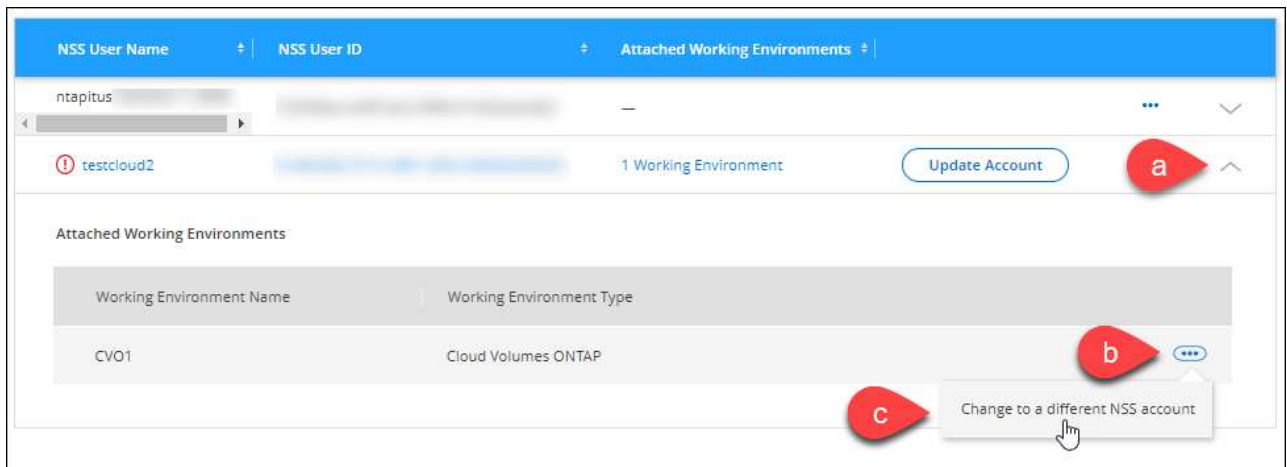 NSS User Name NSS User ID Attached Working Environments
ntapitus —
testcloud2 1 Working Environment Update Account a
Attached Working Environments
Working Environment Name Working Environment Type
CVO1 Cloud Volumes ONTAP b
c Change to a different NSS account